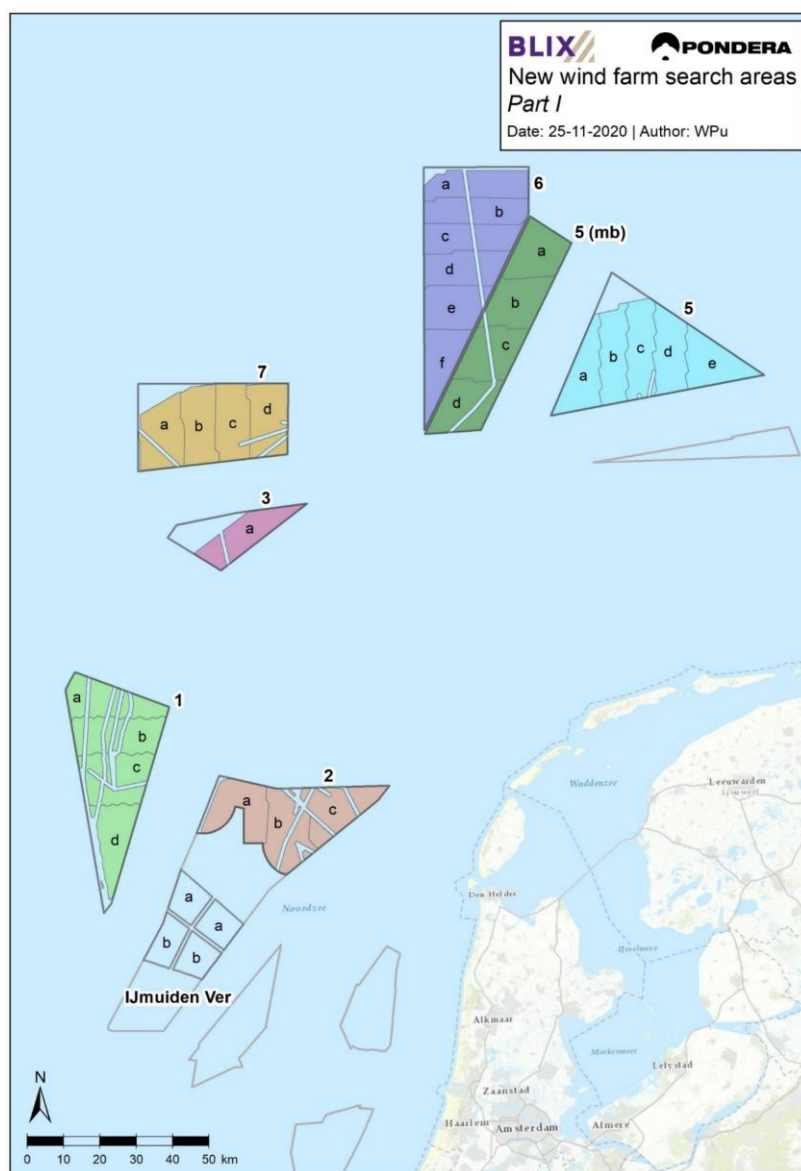 BLIX PONDERA
New wind farm search areas
Part I
Date: 25-11-2020 | Author: WPu
6
a
b
5 (mb)
c
a
d
5
b
e
b
c
d
c
a
e
f
7
d
d
a
b
c
3
a
1
a
b
Waddenzee
Leeuwarden
c
2
a
b
c
d
Den Helder
a
Noordzee
a
b
b
IJsselmeer
IJmuiden Ver
Alkmaar
Markermeer
Lelystad
N
Zaanstad
Haarlem
Amsterdam
Almere
0 10 20 30 40 50 km